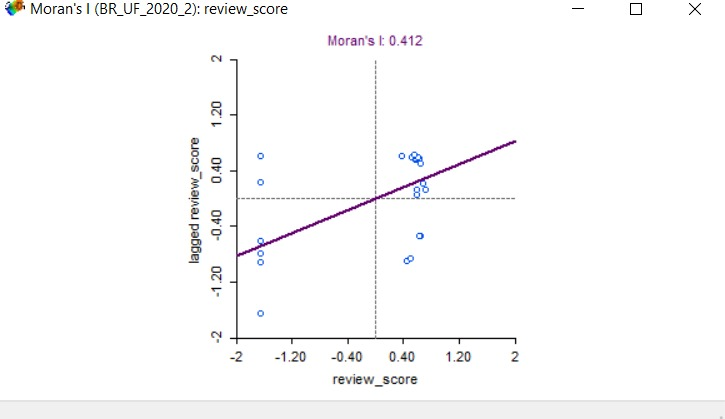 Moran's I (BR_UF_2020_2): review_score
Moran's I: 0.412
2
1.20
0.40
-0.40
-1.20
-2
lagged review_score
-2 -1.20 -0.40 0.40 1.20 2
review_score